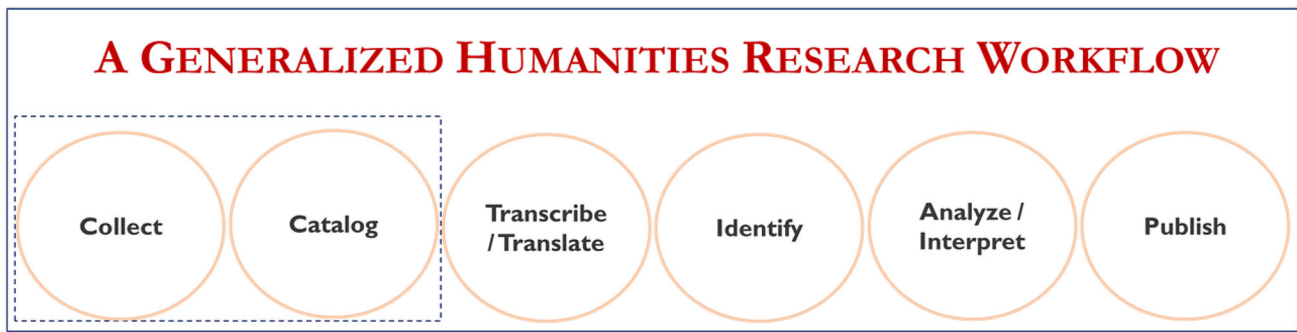 A GENERALIZED HUMANITIES RESEARCH WORKFLOW
Collect
Catalog
Transcribe
/ Translate
Identify
Analyze /
Interpret
Publish